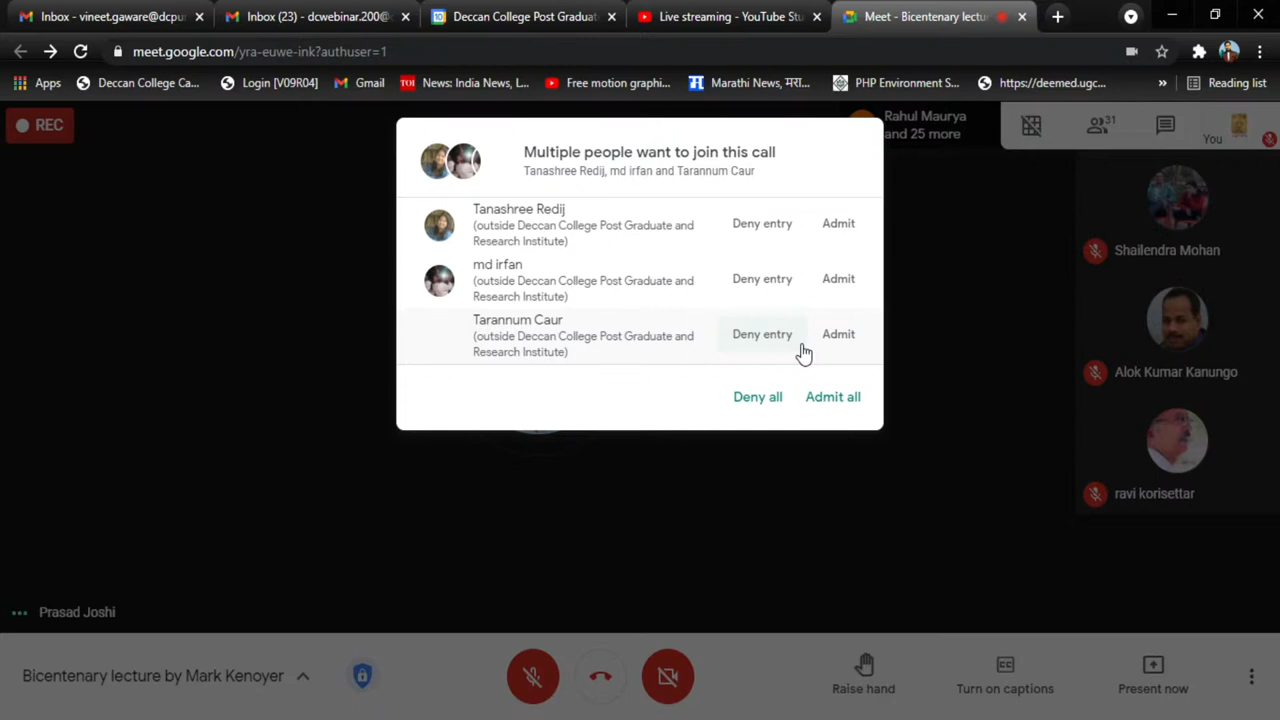 Inbox - vineet.gaware@dcpu
Inbox (23) - dcwebinar.200@
Deccan College Post Graduat
Live streaming - YouTube Stu
Meet - Bicentenary lectu
meet.google.com/yra-euwe-ink?authuser=1
Apps
Deccan College Ca...
Login [V09R04]
Gmail
TOI
News: India News, L...
Free motion graphi...
Marathi News, मरा...
PHP Environment S...
https://deemed.ugc...
»
Reading list
REC
Rahul Maurya
and 25 more
31
You
Multiple people want to join this call
Tanashree Redij, md irfan and Tarannum Caur
Tanashree Redij
(outside Deccan College Post Graduate and
Research Institute)
Deny entry
Admit
md irfan
(outside Deccan College Post Graduate and
Research Institute)
Deny entry
Admit
Tarannum Caur
(outside Deccan College Post Graduate and
Research Institute)
Deny entry
Admit
Deny all
Admit all
Shailendra Mohan
Alok Kumar Kanungo
ravi korisettar
Prasad Joshi
Bicentenary lecture by Mark Kenoyer
Raise hand
Turn on captions
Present now